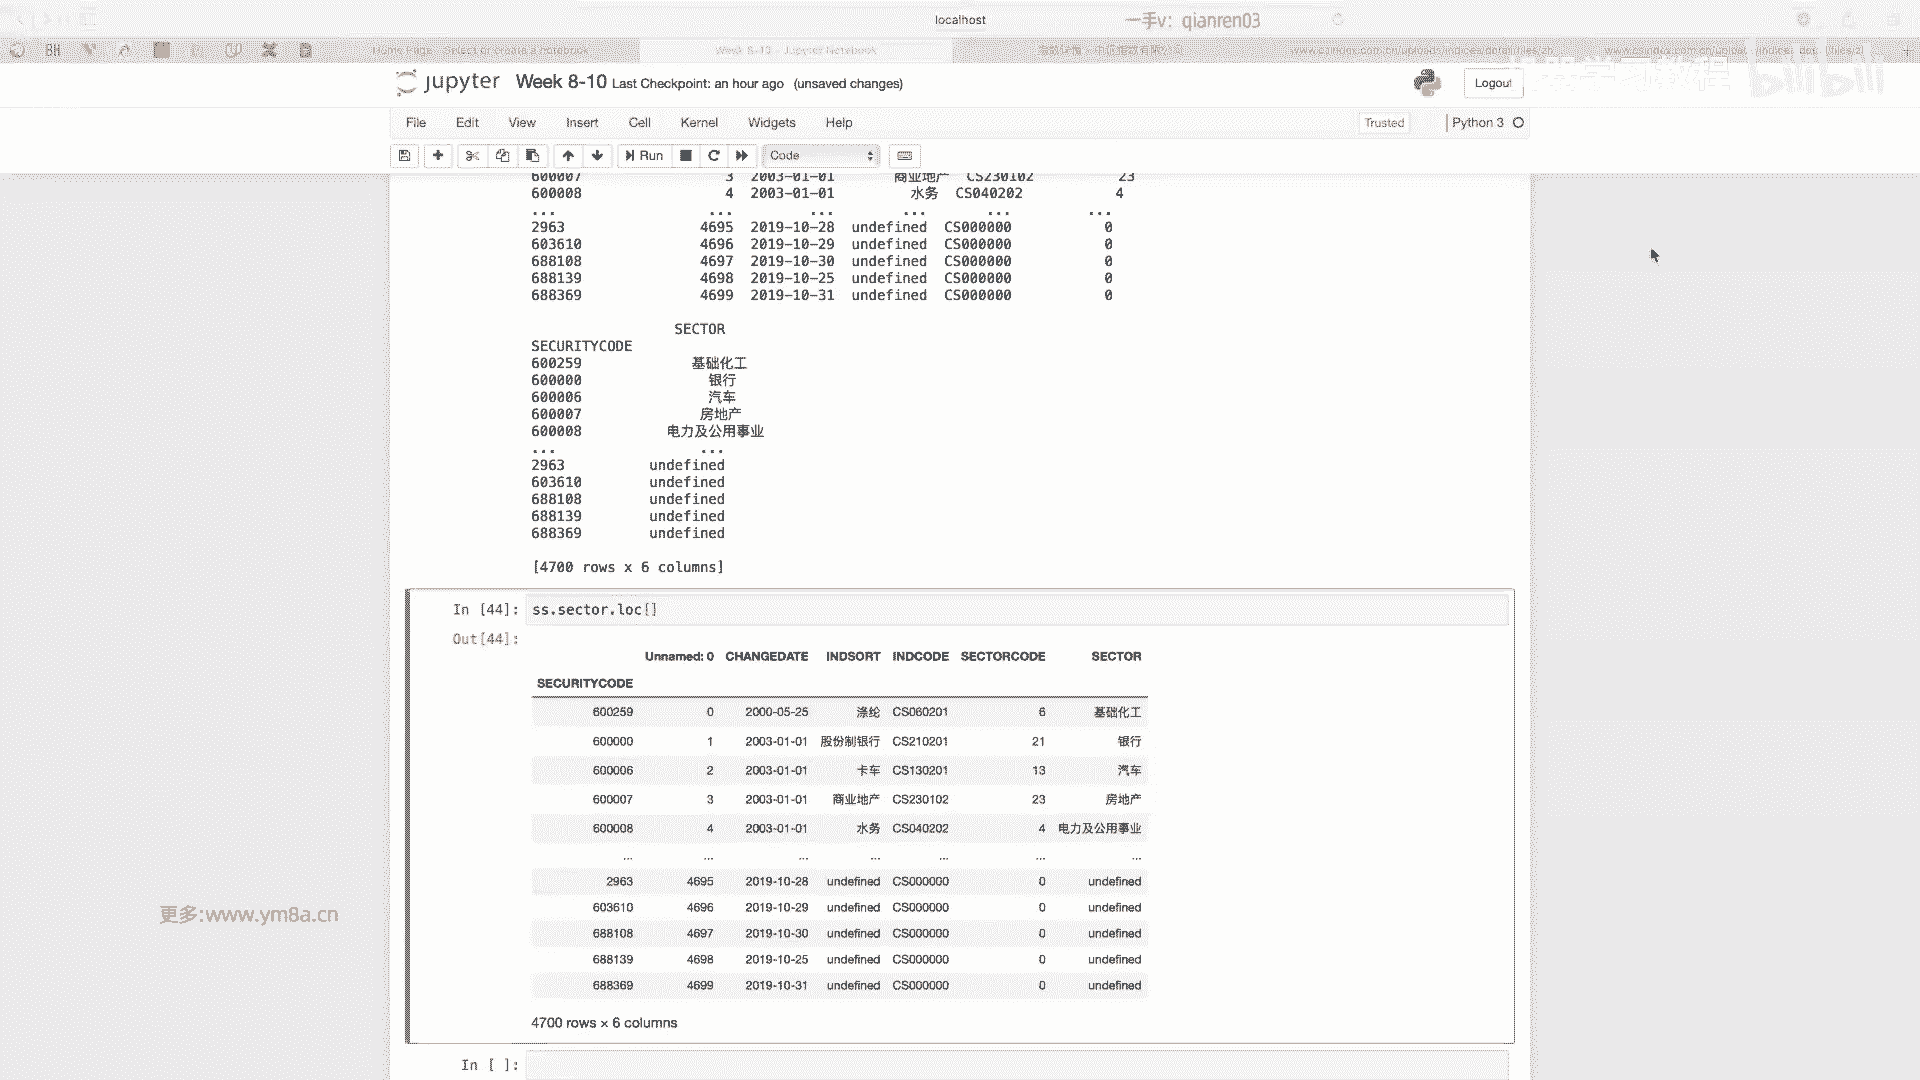 localhost
一手v: qianren03
Home Page - Select or create a notebook
Week 8-10 - Jupyter Notebook
jupyter Week 8-10 Last Checkpoint: an hour ago (unsaved changes)
Logout
bilibili
File Edit View Insert Cell Kernel Widgets Help
Trusted
Python 3
Run
Code
600007 3 2003-01-01 商业地产 CS230102 23
600008 4 2003-01-01 水务 CS040202 4
... ... ... ... ... ...
2963 4695 2019-10-28 undefined CS000000 0
603610 4696 2019-10-29 undefined CS000000 0
688108 4697 2019-10-30 undefined CS000000 0
688139 4698 2019-10-25 undefined CS000000 0
688369 4699 2019-10-31 undefined CS000000 0
SECTOR
SECURITYCODE
600259 基础化工
600000 银行
600006 汽车
600007 房地产
600008 电力及公用事业
... ...
2963 undefined
603610 undefined
688108 undefined
688139 undefined
688369 undefined
[4700 rows x 6 columns]
In [44]: ss.sector.loc[]
Out[44]:
Unnamed: 0 CHANGEDATE INDSORT INDCODE SECTORCODE SECTOR
SECURITYCODE
600259 0 2000-05-25 涤纶 CS060201 6 基础化工
600000 1 2003-01-01 股份制银行 CS210201 21 银行
600006 2 2003-01-01 卡车 CS130201 13 汽车
600007 3 2003-01-01 商业地产 CS230102 23 房地产
600008 4 2003-01-01 水务 CS040202 4 电力及公用事业
... ... ... ... ... ... ...
2963 4695 2019-10-28 undefined CS000000 0 undefined
603610 4696 2019-10-29 undefined CS000000 0 undefined
688108 4697 2019-10-30 undefined CS000000 0 undefined
688139 4698 2019-10-25 undefined CS000000 0 undefined
688369 4699 2019-10-31 undefined CS000000 0 undefined
4700 rows × 6 columns
In [ ]:
更多:www.ym8a.cn